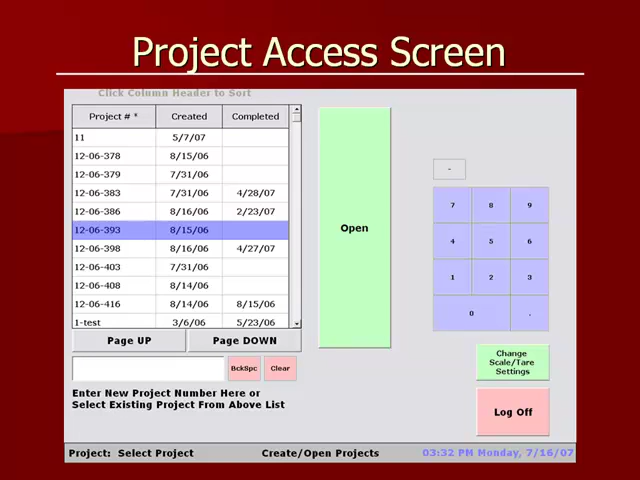 Project Access Screen
Click Column Header to Sort
Project # * Created Completed
11 5/7/07
12-06-378 8/15/06
12-06-379 7/31/06
12-06-383 7/31/06 4/28/07
12-06-386 8/16/06 2/23/07
12-06-393 8/15/06
12-06-398 8/16/06 4/27/07
12-06-403 7/31/06
12-06-408 8/14/06
12-06-416 8/14/06 8/15/06
1-test 3/6/06 5/23/06
Page UP Page DOWN
BckSpc Clear
Enter New Project Number Here or
Select Existing Project From Above List
Open
-
7 8 9
4 5 6
1 2 3
0 .
Change
Scale/Tare
Settings
Log Off
Project: Select Project Create/Open Projects 03:32 PM Monday, 7/16/07